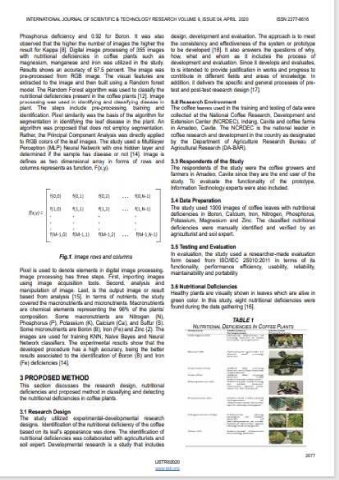 INTERNATIONAL JOURNAL OF SCIENTIFIC & TECHNOLOGY RESEARCH VOLUME 9, ISSUE 04, APRIL 2020
ISSN 2277-8616
Phosphorus deficiency and 0.92 for Boron. It was also
observed that the higher the number of images the higher the
result for Kappa [8]. Digital image processing of 355 images
with nutritional deficiencies in coffee plants such as
magnesium, manganese and iron was utilized in the study.
Results shows an accuracy of 67.5 percent. The image was
pre-processed from RGB image. The visual features are
extracted to the image and then built using a Random forest
model. The Random Forest algorithm was used to classify the
nutritional deficiencies present in the coffee plants [12]. Image
processing was used in identifying and classifying disease in
plant. The steps include pre-processing, training and
identification. Pixel similarity was the basis of the algorithm for
segmentation in identifying the leaf disease in the plant. An
algorithm was proposed that does not employ segmentation.
Rather, the Principal Component Analysis was directly applied
to RGB colors of the leaf images. The study used a Multilayer
Perceptron (MLP) Neural Network with one hidden layer and
determined if the sample has disease or not [14]. Image is
defines as two dimensional array in forms of rows and
columns represents as function, F(x,y).
Fig.1. Image rows and columns
Pixel is used to denote elements in digital image processing.
Image processing has three steps. First, importing images
using image acquisition tools. Second, analysis and
manipulation of image. Last, is the output image or result
based from analysis [15]. In terms of nutrients, the study
covered the macronutrients and micronutrients. Macronutrients
are chemical elements representing the 96% of the plants'
composition. Some macronutrients are Nitrogen (N),
Phosphorus (P), Potassium (K), Calcium (Ca), and Sulfur (S).
Some micronutrients are Boron (B), Iron (Fe) and Zinc (2). The
images are used for training KNN, Naive Bayes and Neural
Network classifiers. The experimental results show that the
developed procedure has a high accuracy, being the better
results associated to the identification of Boron (B) and Iron
(Fe) deficiencies [14].
3 PROPOSED METHOD
This section discusses the research design, nutritional
deficiencies and proposed method in classifying and detecting
the nutritional deficiencies in coffee plants.
3.1 Research Design
The study utilized experimental-developmental research
designs. Identification of the nutritional deficiency of the coffee
based on its leaf's appearance was done. The identification of
nutritional deficiencies was collaborated with agriculturists and
soil expert. Developmental research is a study that includes
design, development and evaluation. The approach is to meet
the consistency and effectiveness of the system or prototype
to be developed [16]. It also answers the questions of why,
how, what and whom as it includes the process of
development and evaluation. Since it develops and evaluates,
to is intended to provide justification in works and progress to
contribute in different fields and areas of knowledge. In
addition, it delivers the specific and general processes of pre-
test and post-test research design [17].
3.2 Research Environment
The coffee leaves used in the training and testing of data were
collected at the National Coffee Research, Development and
Extension Center (NCRDEC), Indang, Cavite and coffee farms
in Amadeo, Cavite. The NCRDEC is the national leader in
coffee research and development in the country as designated
by the Department of Agriculture Research Bureau of
Agricultural Research (DA-BAR).
3.3 Respondents of the Study
The respondents of the study were the coffee growers and
farmers in Amadeo, Cavite since they are the end user of the
study. To evaluate the functionality of the prototype,
Information Technology experts were also included.
3.4 Data Preparation
The study used 1000 images of coffee leaves with nutritional
deficiencies in Boron, Calcium, Iron, Nitrogen, Phosphorus,
Potassium, Magnesium and Zinc. The classified nutritional
deficiencies were manually identified and verified by an
agriculturist and soil expert.
3.5 Testing and Evaluation
In evaluation, the study used a researcher-made evaluation
form based from ISO/IEC 25010:2011 in terms of its
functionality, performance efficiency, usability, reliability,
maintainability and portability.
3.6 Nutritional Deficiencies
Healthy plants are visually shown in leaves which are alive in
green color. In this study, eight nutritional deficiencies were
found during the data gathering [18].
TABLE 1
NUTRITIONAL DEFICIENCIES IN COFFEE PLANTS
2077
IJSTR©2020
www.ijstr.org